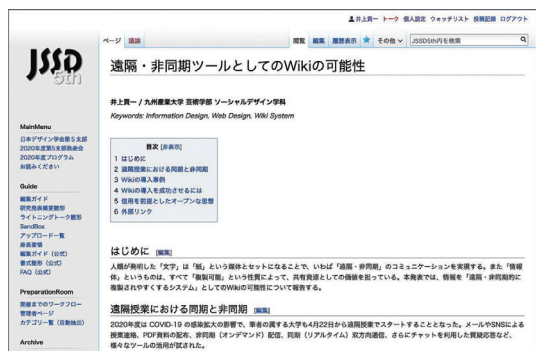 井上貢一 トーク 個人設定 ウォッチリスト 投稿記録 ログアウト
ページ 議論 閲覧 編集 履歴表示 その他 JSSD5th内を検索
JSSD
5th
遠隔・非同期ツールとしてのWikiの可能性
井上貢一 / 九州産業大学 芸術学部 ソーシャルデザイン学科
Keywords: Information Design, Web Design, Wiki System
MainMenu
日本デザイン学会第5支部
2020年度第5支部発表会
2020年度プログラム
お読みください
Guide
編集ガイド
研究発表概要雛形
ライトニングトーク雛形
SandBox
アップロード一覧
座長要領
編集ガイド（公式）
書式雛形（公式）
FAQ（公式）
PreparationRoom
開催までのワークフロー
管理者ページ
カテゴリ一覧（自動抽出）
Archive
目次 [非表示]
1 はじめに
2 遠隔授業における同期と非同期
3 Wikiの導入事例
4 Wikiの導入を成功させるには
5 信用を前提としたオープンな思想
6 外部リンク
はじめに [編集]
人類が発明した「文字」は「紙」という媒体とセットになることで、いわば「遠隔・非同期」のコミュニケーションを実現する。また「情報
体」というものは、すべて「複製可能」という性質によって、共有資源としての価値を担っている。本発表では、情報を「遠隔・非同期的に
複製されやすくするシステム」としてのWikiの可能性について報告する。
遠隔授業における同期と非同期 [編集]
2020年度は COVID-19 の感染拡大の影響で、筆者の属する大学も4月22日から遠隔授業でスタートすることとなった。メールやSNSによる
授業連絡、PDF資料の配布、非同期（オンデマンド）配信、同期（リアルタイム）双方向通信、さらにチャットを利用した質疑応答など、
様々なツールの活用が試された。